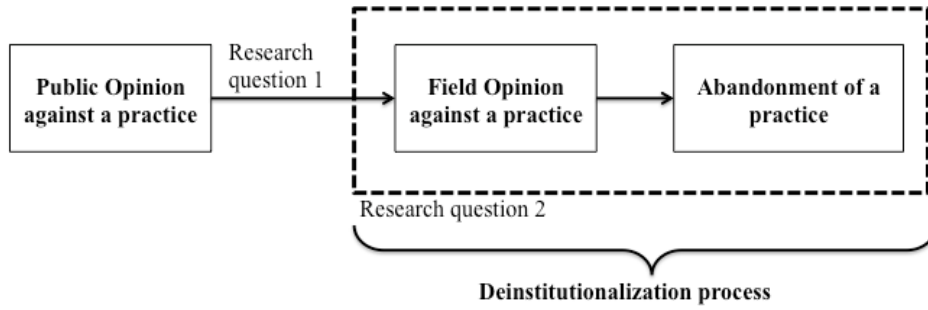 Public Opinion
against a practice
Research
question 1
Field Opinion
against a practice
Abandonment of a
practice
Research question 2
Deinstitutionalization process